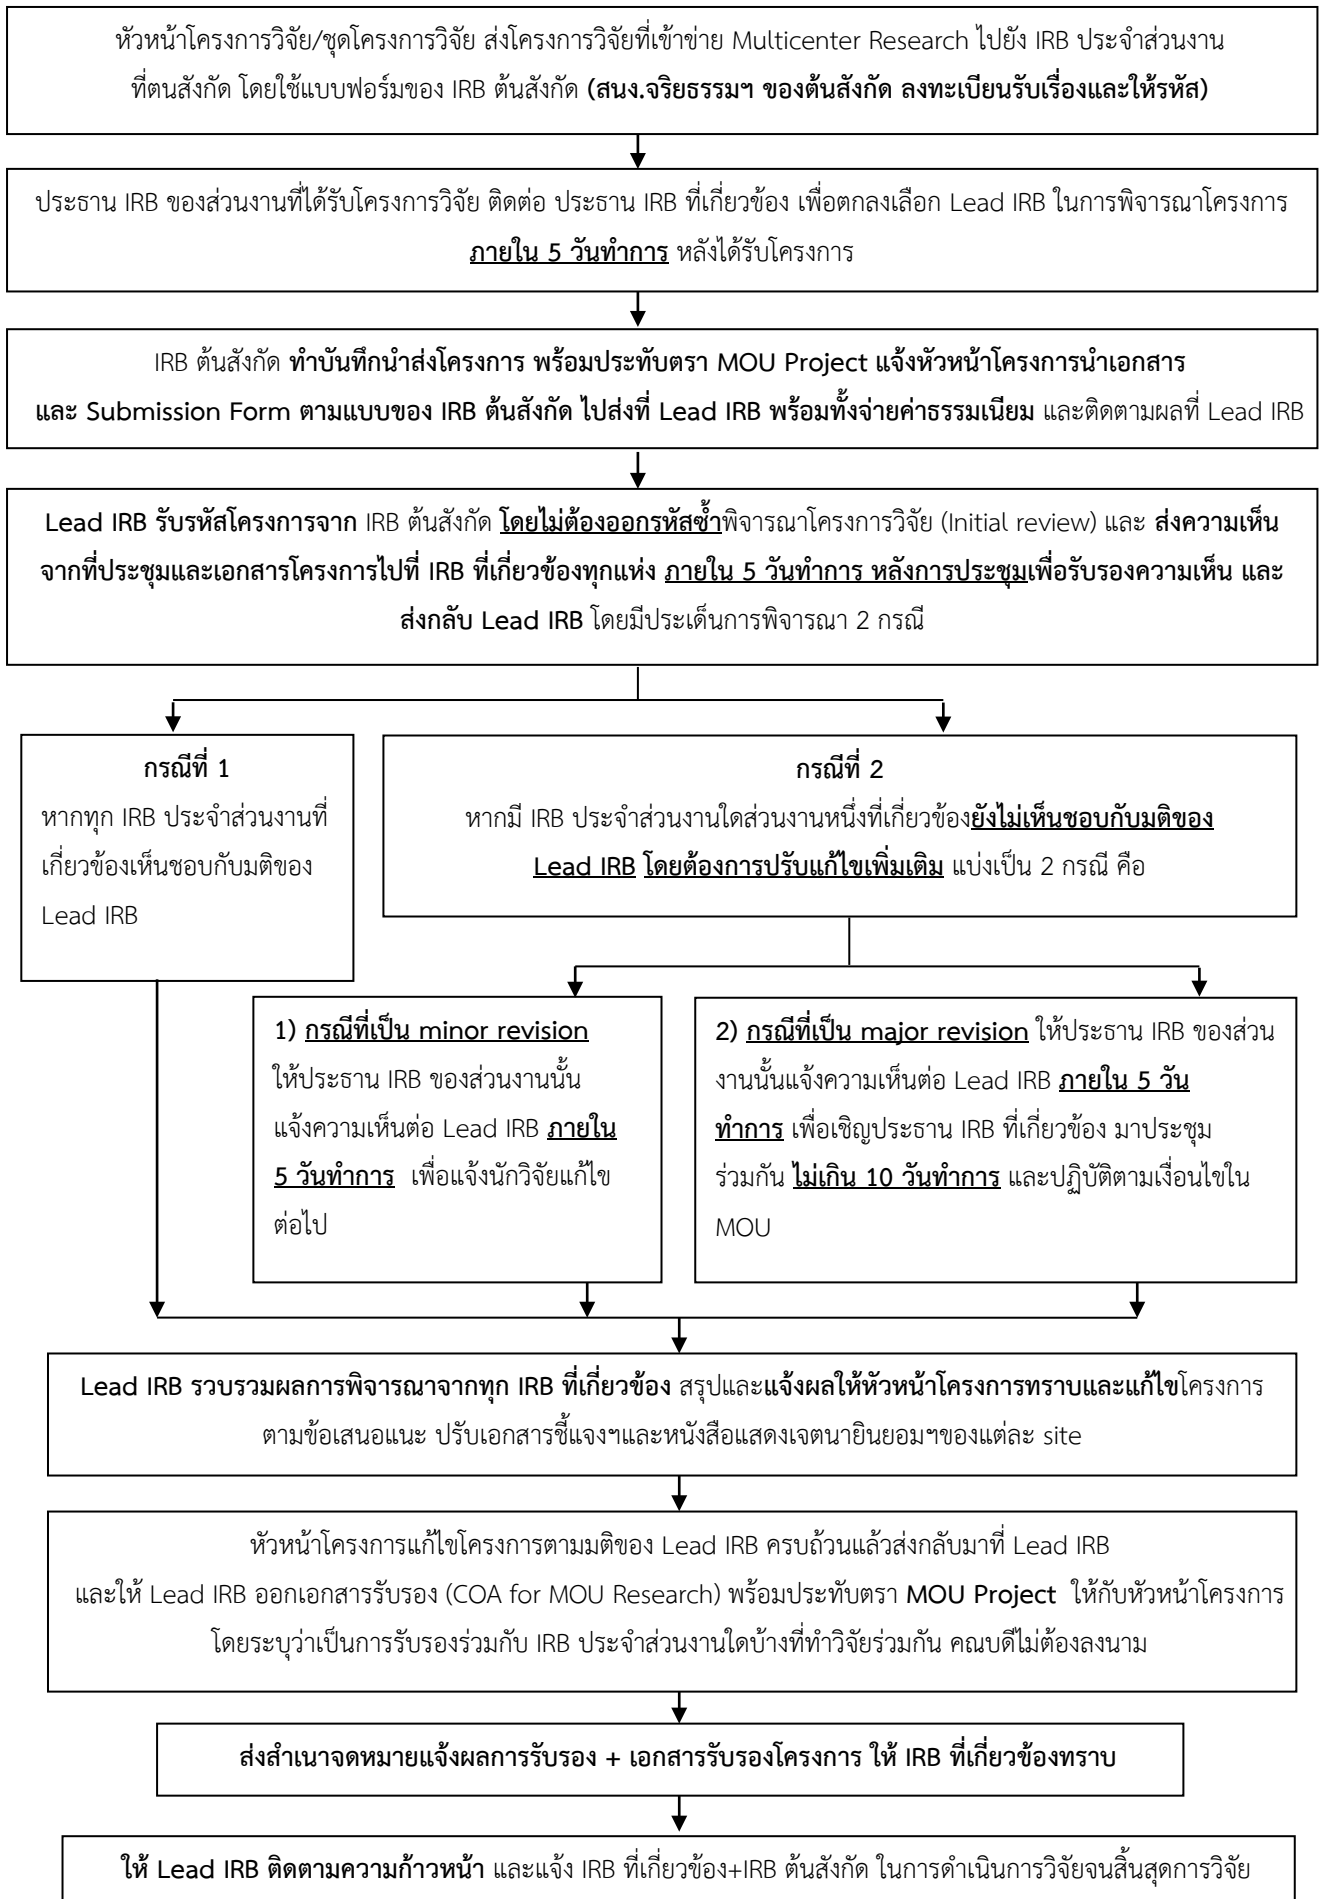 หัวหน้าโครงการวิจัย/ชุดโครงการวิจัย ส่งโครงการวิจัยที่เข้าข่าย Multicenter Research ไปยัง IRB ประจำส่วนงาน
ที่ตนสังกัด โดยใช้แบบฟอร์มของ IRB ต้นสังกัด (สนง.จริยธรรมฯ ของต้นสังกัด ลงทะเบียนรับเรื่องและให้รหัส)
ประธาน IRB ของส่วนงานที่ได้รับโครงการวิจัย ติดต่อ ประธาน IRB ที่เกี่ยวข้อง เพื่อตกลงเลือก Lead IRB ในการพิจารณาโครงการ
ภายใน 5 วันทำการ หลังได้รับโครงการ
IRB ต้นสังกัด ทำบันทึกนำส่งโครงการ พร้อมประทับตรา MOU Project แจ้งหัวหน้าโครงการนำเอกสาร
และ Submission Form ตามแบบของ IRB ต้นสังกัด ไปส่งที่ Lead IRB พร้อมทั้งจ่ายค่าธรรมเนียม และติดตามผลที่ Lead IRB
Lead IRB รับรหัสโครงการจาก IRB ต้นสังกัด โดยไม่ต้องออกรหัสซ้ำพิจารณาโครงการวิจัย (Initial review) และ ส่งความเห็น
จากที่ประชุมและเอกสารโครงการไปที่ IRB ที่เกี่ยวข้องทุกแห่ง ภายใน 5 วันทำการ หลังการประชุมเพื่อรับรองความเห็น และ
ส่งกลับ Lead IRB โดยมีประเด็นการพิจารณา 2 กรณี
กรณีที่ 1
หากทุก IRB ประจำส่วนงานที่
เกี่ยวข้องเห็นชอบกับมติของ
Lead IRB
กรณีที่ 2
หากมี IRB ประจำส่วนงานใดส่วนงานหนึ่งที่เกี่ยวข้องยังไม่เห็นชอบกับมติของ
Lead IRB โดยต้องการปรับแก้ไขเพิ่มเติม แบ่งเป็น 2 กรณี คือ
1) กรณีที่เป็น minor revision
ให้ประธาน IRB ของส่วนงานนั้น
แจ้งความเห็นต่อ Lead IRB ภายใน
5 วันทำการ เพื่อแจ้งนักวิจัยแก้ไข
ต่อไป
2) กรณีที่เป็น major revision ให้ประธาน IRB ของส่วน
งานนั้นแจ้งความเห็นต่อ Lead IRB ภายใน 5 วัน
ทำการ เพื่อเชิญประธาน IRB ที่เกี่ยวข้อง มาประชุม
ร่วมกัน ไม่เกิน 10 วันทำการ และปฏิบัติตามเงื่อนไขใน
MOU
Lead IRB รวบรวมผลการพิจารณาจากทุก IRB ที่เกี่ยวข้อง สรุปและแจ้งผลให้หัวหน้าโครงการทราบและแก้ไขโครงการ
ตามข้อเสนอแนะ ปรับเอกสารชี้แจงฯและหนังสือแสดงเจตนายินยอมฯของแต่ละ site
หัวหน้าโครงการแก้ไขโครงการตามมติของ Lead IRB ครบถ้วนแล้วส่งกลับมาที่ Lead IRB
และให้ Lead IRB ออกเอกสารรับรอง (COA for MOU Research) พร้อมประทับตรา MOU Project ให้กับหัวหน้าโครงการ
โดยระบุว่าเป็นการรับรองร่วมกับ IRB ประจำส่วนงานใดบ้างที่ทำวิจัยร่วมกัน คณบดีไม่ต้องลงนาม
ส่งสำเนาจดหมายแจ้งผลการรับรอง + เอกสารรับรองโครงการ ให้ IRB ที่เกี่ยวข้องทราบ
ให้ Lead IRB ติดตามความก้าวหน้า และแจ้ง IRB ที่เกี่ยวข้อง+IRB ต้นสังกัด ในการดำเนินการวิจัยจนสิ้นสุดการวิจัย